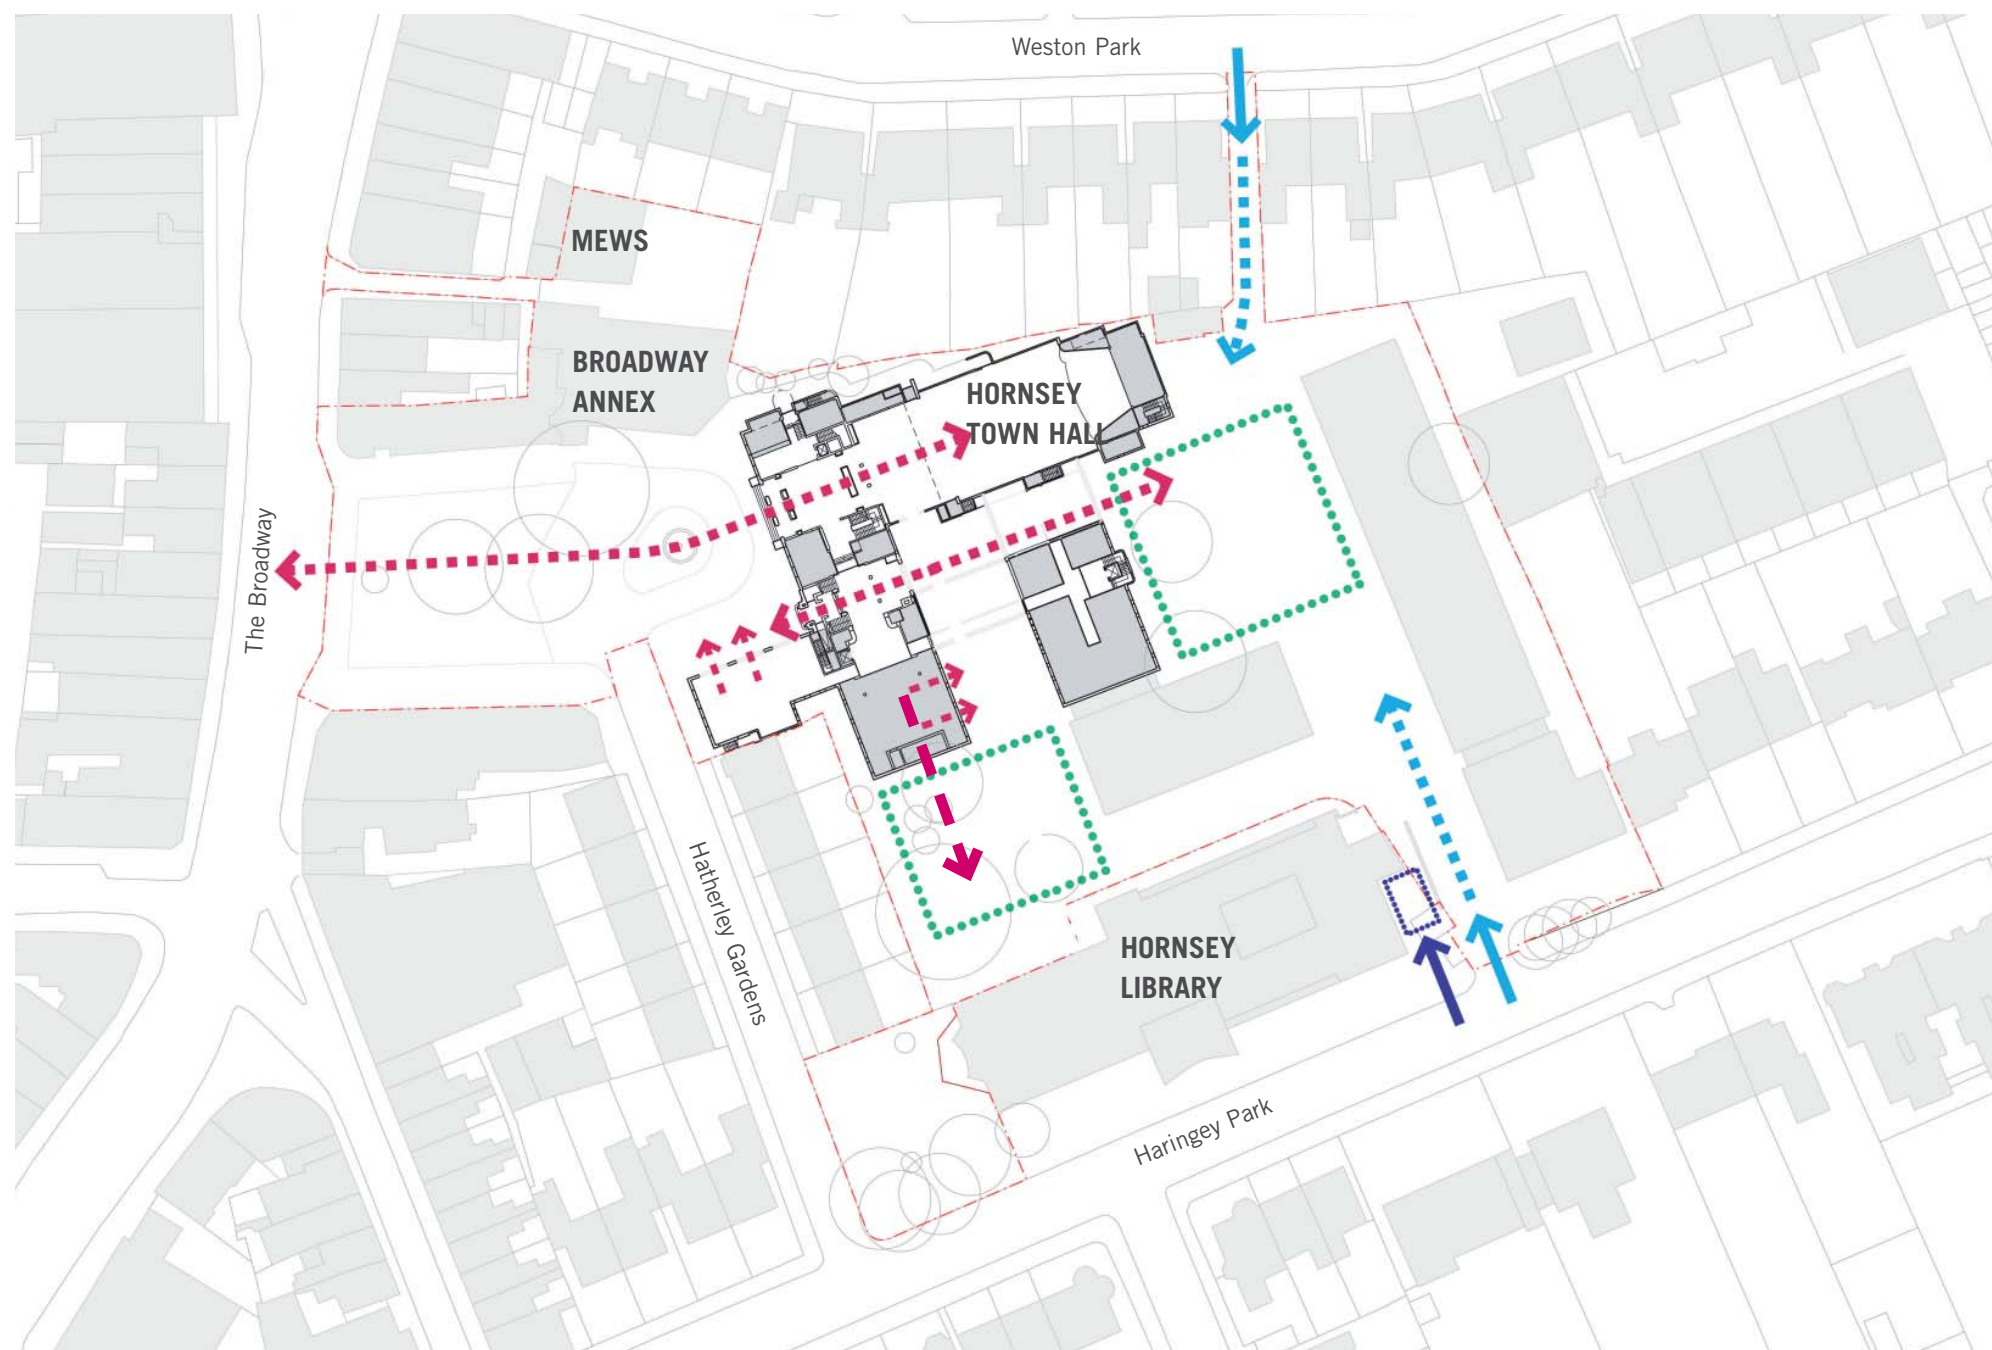 Weston Park
MEWS
BROADWAY
ANNEX
HORNSEY
TOWN HALL
The Broadway
Hatherley Gardens
HORNSEY
LIBRARY
Haringey Park